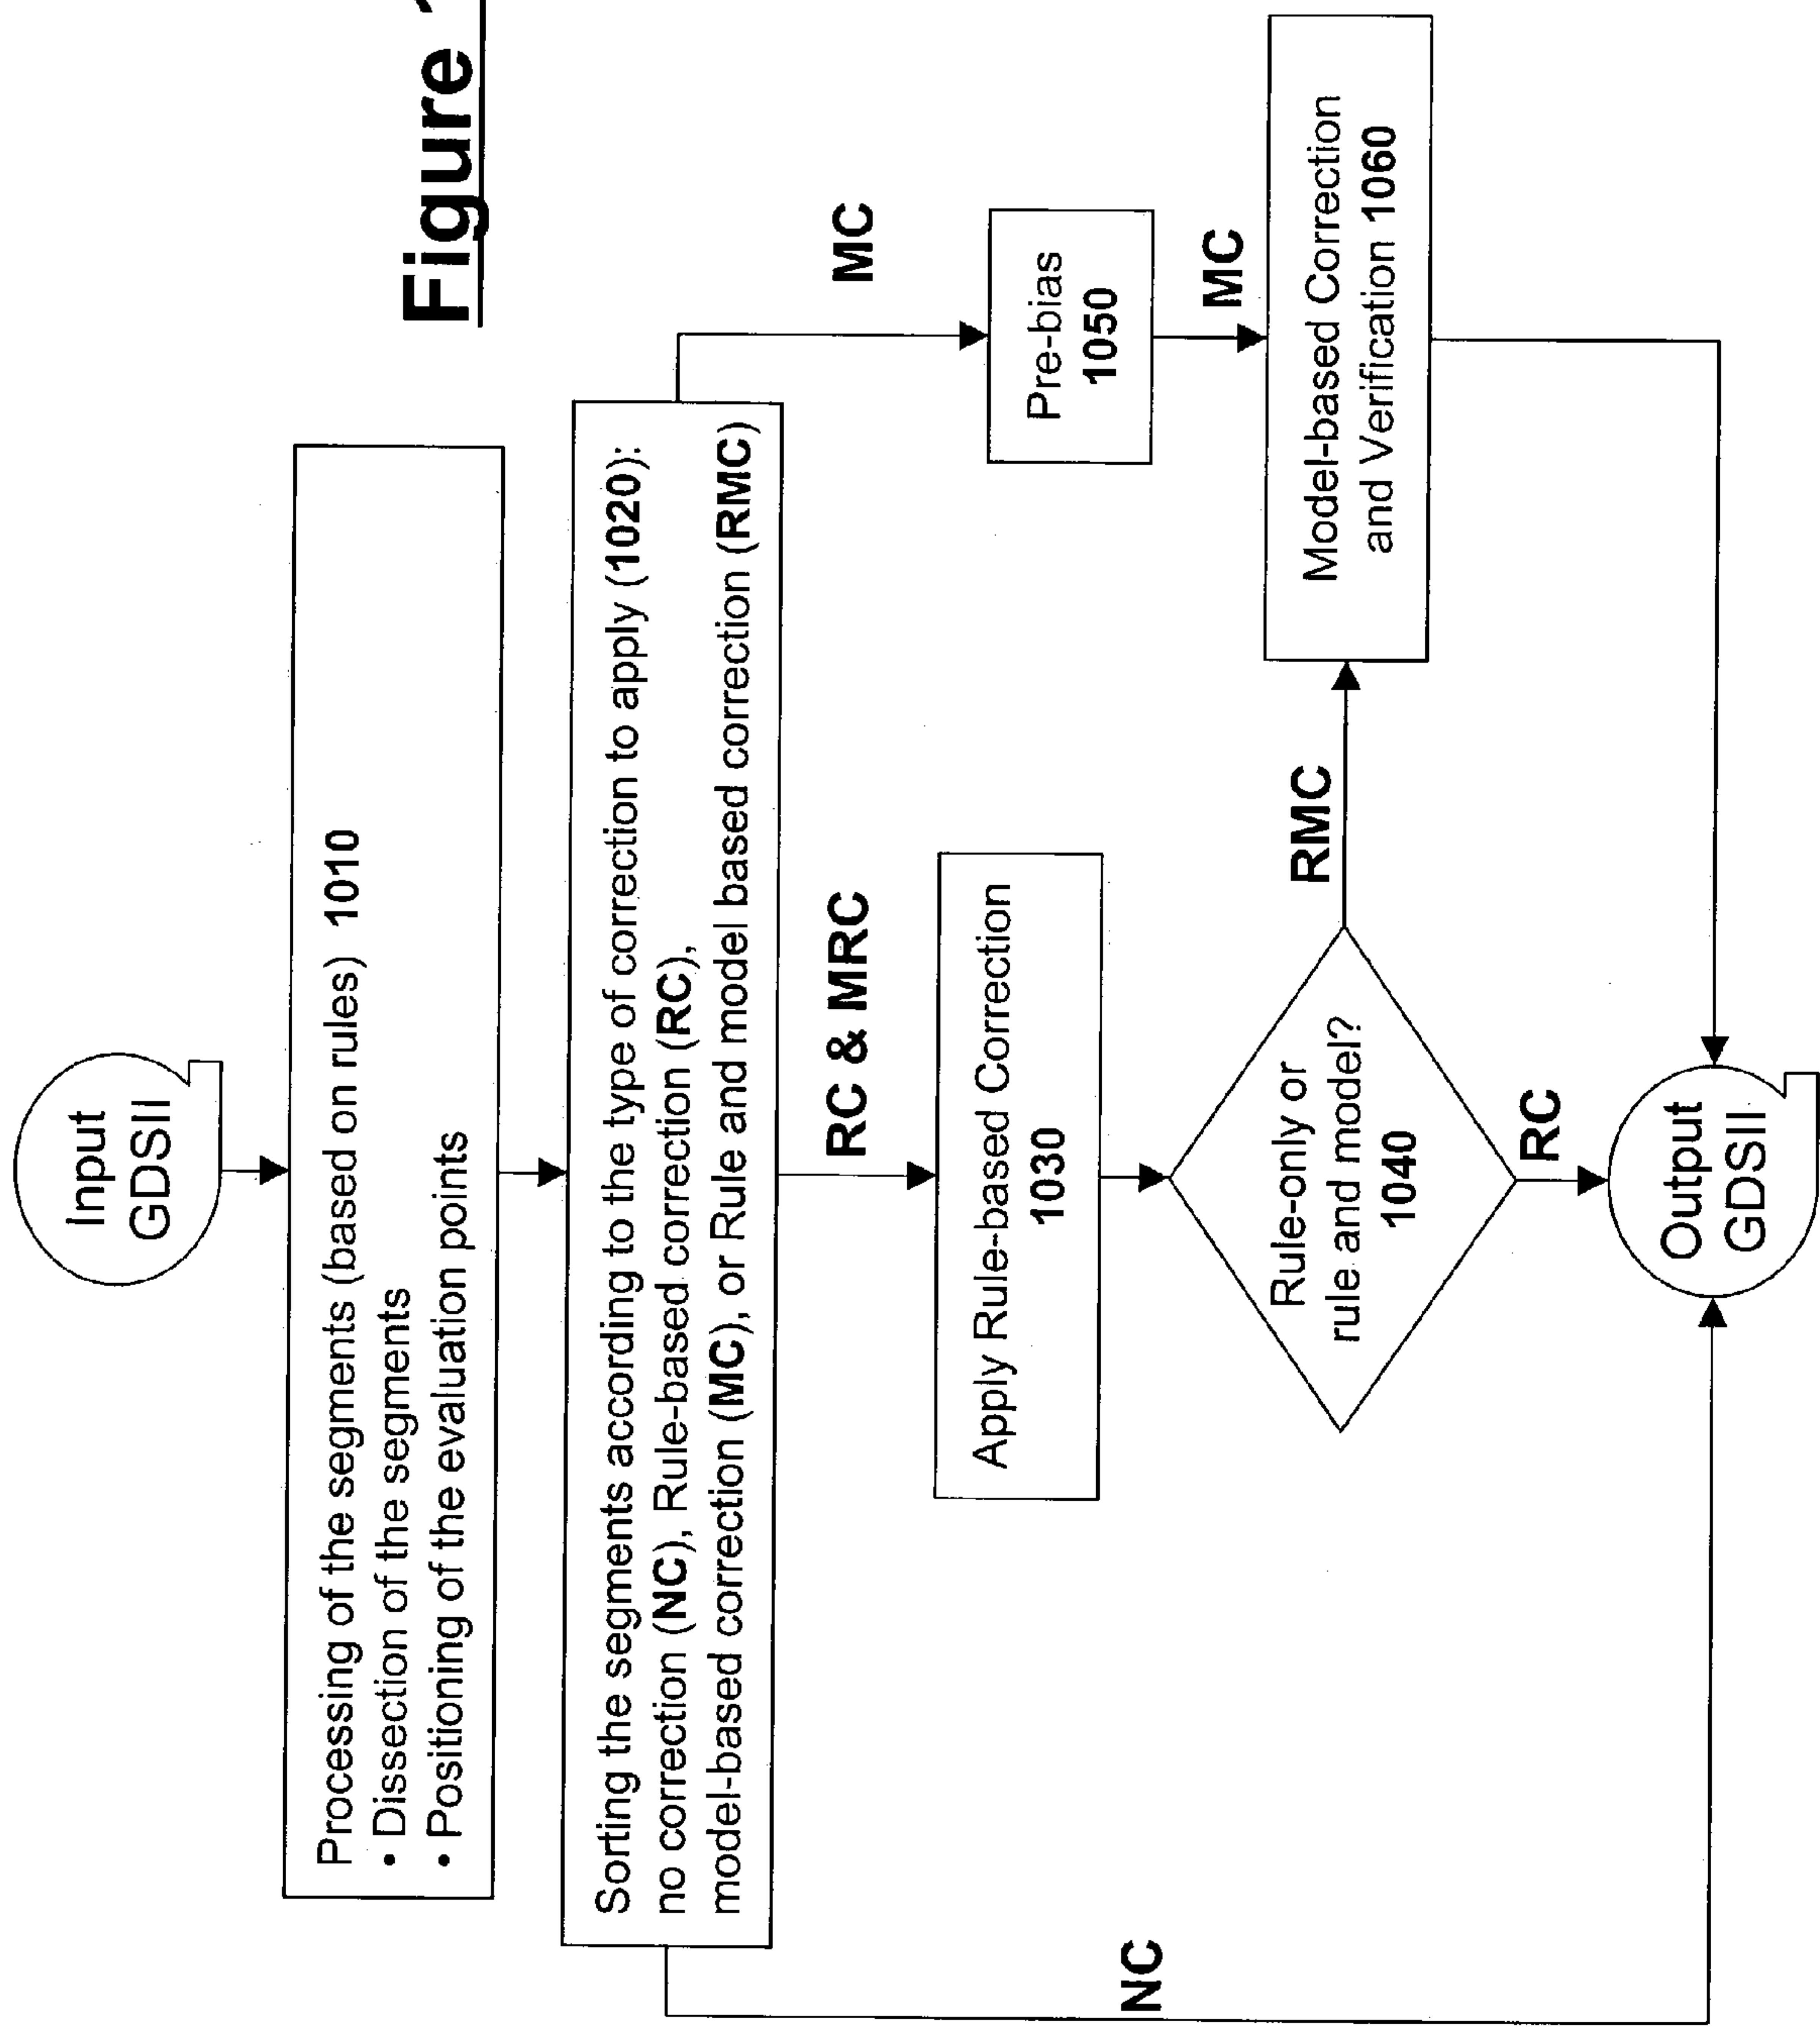 Figure
Input
GDSII
Processing of the segments (based on rules) 1010
• Dissection of the segments
• Positioning of the evaluation points
Sorting the segments according to the type of correction to apply (1020):
no correction (NC), Rule-based correction (RC),
model-based correction (MC), or Rule and model based correction (RMC)
NC
RC & MRC
MC
Apply Rule-based Correction
1030
Pre-bias
1050
MC
Rule-only or
rule and model?
1040
RMC
Model-based Correction
and Verification 1060
RC
Output
GDSII